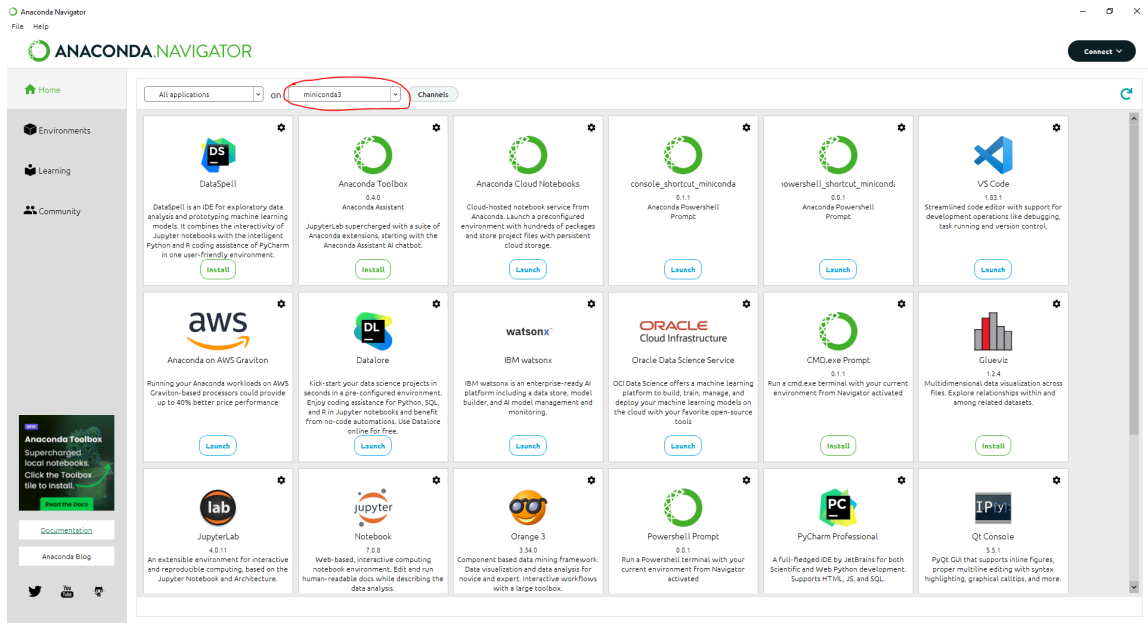 Anaconda Navigator
File Help
ANACONDA.NAVIGATOR
Connect
Home
Environments
Learning
Community
NEW
Anaconda Toolbox
Supercharged
local notebooks.
Click the Toolbox
tile to Install.
Read the Docs
Documentation
Anaconda Blog
You
Tube
All applications on miniconda3 Channels
DS
DataSpell
DataSpell is an IDE for exploratory data
analysis and prototyping machine learning
models. It combines the interactivity of
Jupyter notebooks with the intelligent
Python and R coding assistance of PyCharm
in one user-friendly environment.
Install
Anaconda Toolbox
0.4.0
Anaconda Assistant
JupyterLab supercharged with a suite of
Anaconda extensions, starting with the
Anaconda Assistant AI chatbot.
Install
Anaconda Cloud Notebooks
Cloud-hosted notebook service from
Anaconda. Launch a preconfigured
environment with hundreds of packages
and store project files with persistent
cloud storage.
Launch
console_shortcut_miniconda
0.1.1
Anaconda Powershell
Prompt
Launch
owershell_shortcut_miniconda
0.0.1
Anaconda Powershell
Prompt
Launch
VS Code
1.83.1
Streamlined code editor with support for
development operations like debugging,
task running and version control.
Launch
aws
Anaconda on AWS Graviton
Running your Anaconda workloads on AWS
Graviton-based processors could provide
up to 40% better price performance
Launch
DL
Datalore
Kick-start your data science projects in
seconds in a pre-configured environment.
Enjoy coding assistance for Python, SQL,
and R in Jupyter notebooks and benefit
from no-code automations. Use Datalore
online for free.
Launch
watsonx
IBM watsonx
IBM watsonx is an enterprise-ready AI
platform including a data store, model
builder, and AI model management and
monitoring.
Launch
ORACLE
Cloud Infrastructure
Oracle Data Science Service
OCI Data Science offers a machine learning
platform to build, train, manage, and
deploy your machine learning models on
the cloud with your favorite open-source
tools
Launch
CMD.exe Prompt
0.1.1
Run a cmd.exe terminal with your current
environment from Navigator activated
Install
Glueviz
1.2.4
Multidimensional data visualization across
files. Explore relationships within and
among related datasets.
Install
lab
JupyterLab
4.0.11
An extensible environment for interactive
and reproducible computing, based on the
Jupyter Notebook and Architecture.
jupyter
Notebook
7.0.8
Web-based, interactive computing
notebook environment. Edit and run
human-readable docs while describing the
data analysis.
Orange 3
3.34.0
Component based data mining framework.
Data visualization and data analysis for
novice and expert. Interactive workflows
with a large toolbox.
Powershell Prompt
0.0.1
Run a Powershell terminal with your
current environment from Navigator
activated
PC
PyCharm Professional
A full-fledged IDE by JetBrains for both
Scientific and Web Python development.
Supports HTML, JS, and SQL.
IP[y]:
Qt Console
5.5.1
PyQt GUI that supports inline figures,
proper multiline editing with syntax
highlighting, graphical calltips, and more.